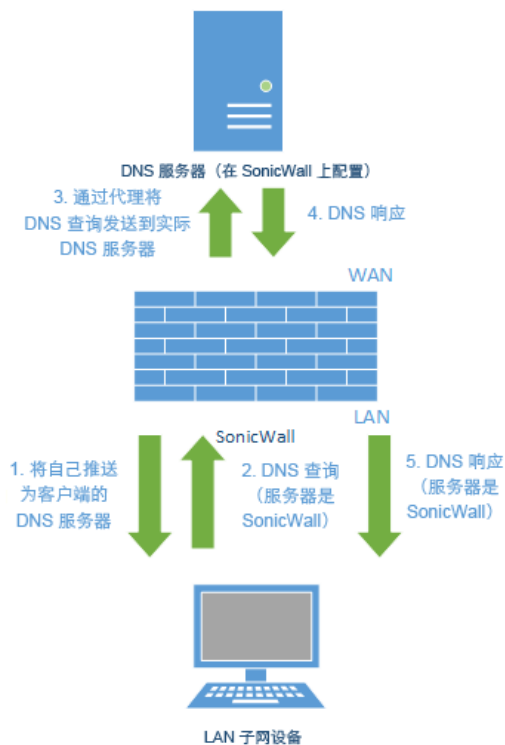 DNS 服务器（在 SonicWall 上配置）
3. 通过代理将
DNS 查询发送到实际
DNS 服务器
4. DNS 响应
WAN
LAN
SonicWall
1. 将自己推送
为客户端的
DNS 服务器
2. DNS 查询
（服务器是
SonicWall）
5. DNS 响应
（服务器是
SonicWall）
LAN 子网设备